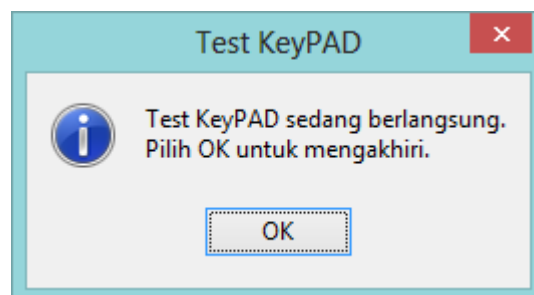 Test KeyPAD
Test KeyPAD sedang berlangsung.
Pilih OK untuk mengakhiri.
OK